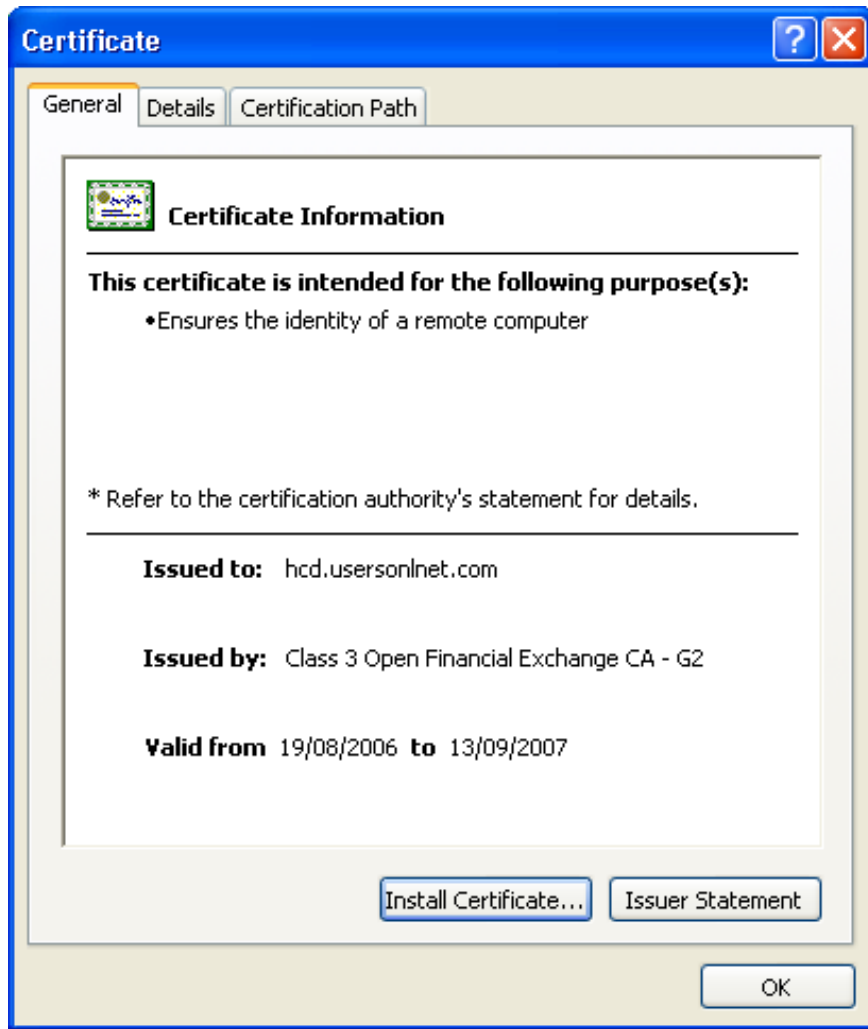 Certificate
General Details Certification Path
Certificate Information
This certificate is intended for the following purpose(s):
•Ensures the identity of a remote computer
* Refer to the certification authority's statement for details.
Issued to: hcd.usersonlnet.com
Issued by: Class 3 Open Financial Exchange CA - G2
Valid from 19/08/2006 to 13/09/2007
Install Certificate... Issuer Statement
OK